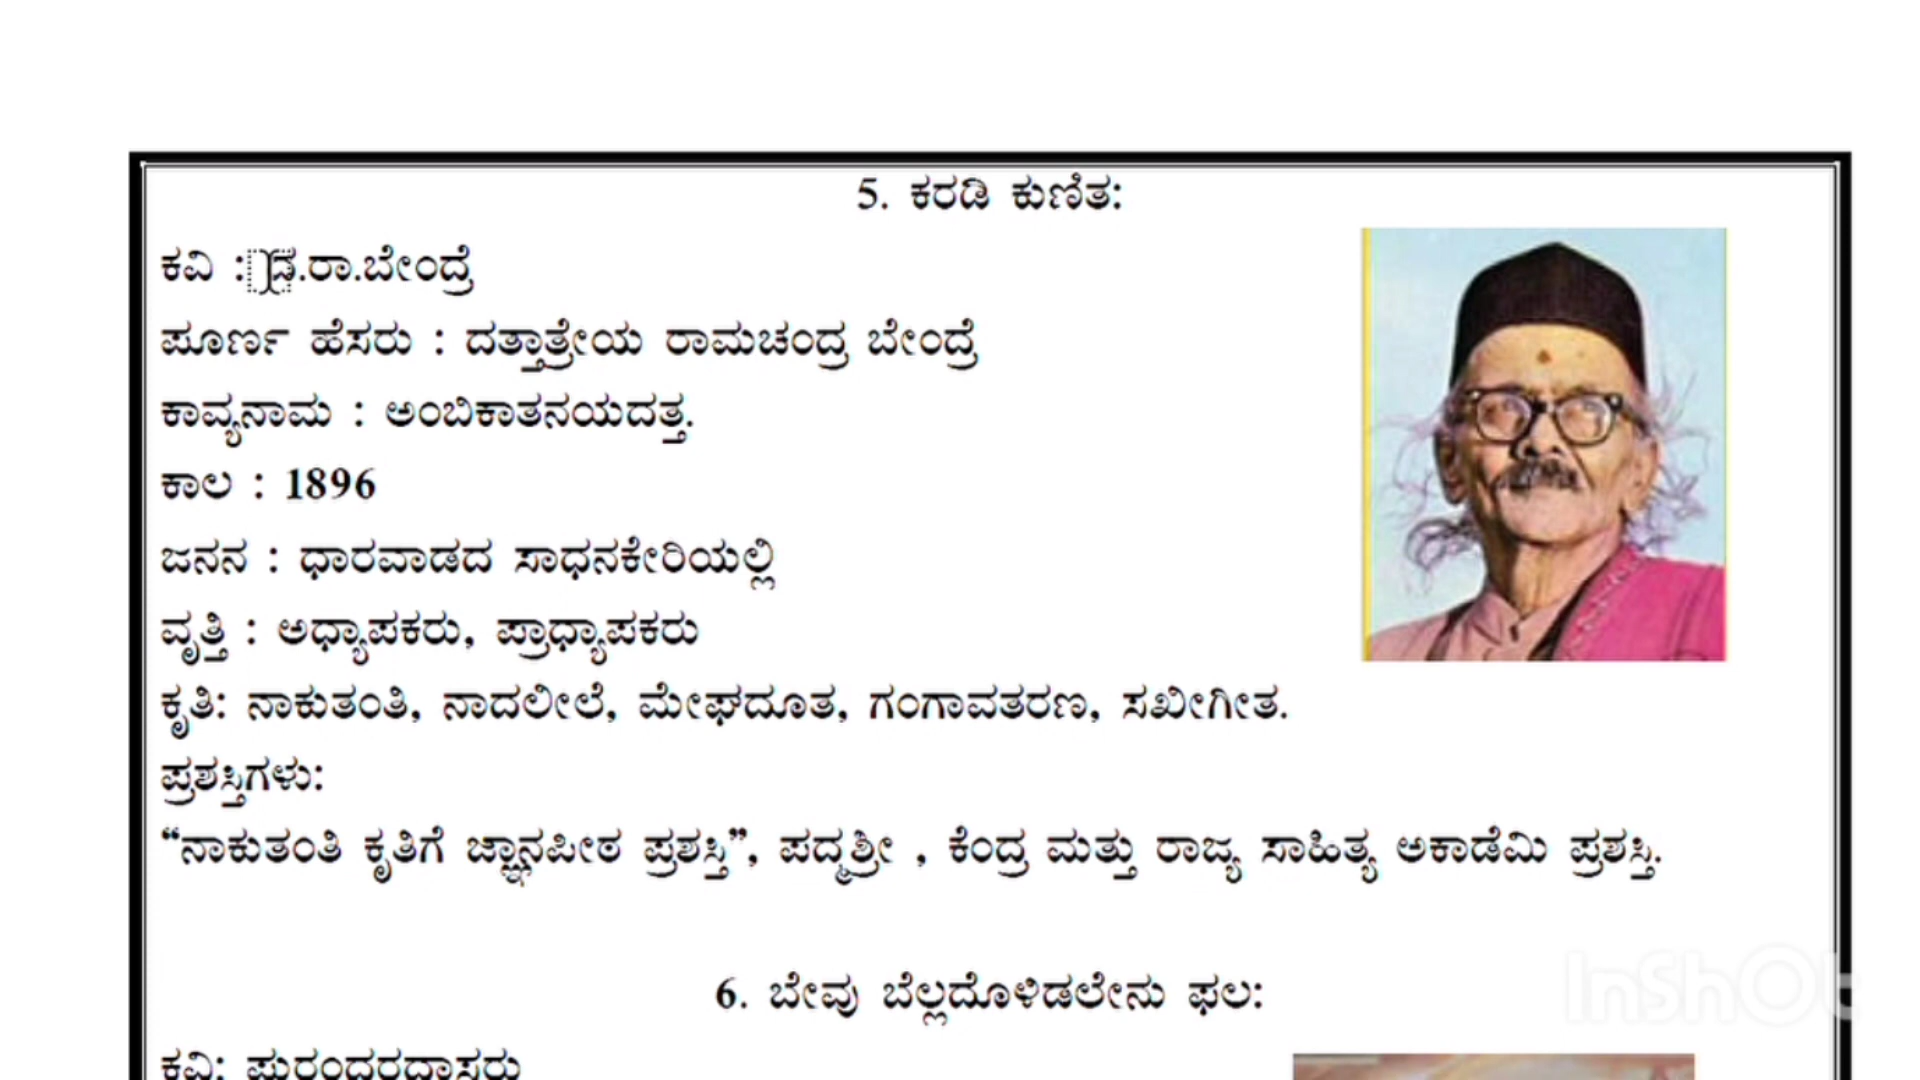 5. ಕರಡಿ ಕುಣಿತ:
ಕವಿ : ದ.ರಾ.ಬೇಂದ್ರೆ
ಪೂರ್ಣ ಹೆಸರು : ದತ್ತಾತ್ರೇಯ ರಾಮಚಂದ್ರ ಬೇಂದ್ರೆ
ಕಾವ್ಯನಾಮ : ಅಂಬಿಕಾತನಯದತ್ತ.
ಕಾಲ : 1896
ಜನನ : ಧಾರವಾಡದ ಸಾಧನಕೇರಿಯಲ್ಲಿ
ವೃತ್ತಿ : ಅಧ್ಯಾಪಕರು, ಪ್ರಾಧ್ಯಾಪಕರು
ಕೃತಿ: ನಾಕುತಂತಿ, ನಾದಲೀಲೆ, ಮೇಘದೂತ, ಗಂಗಾವತರಣ, ಸಖೀಗೀತ.
ಪ್ರಶಸ್ತಿಗಳು:
“ನಾಕುತಂತಿ ಕೃತಿಗೆ ಜ್ಞಾನಪೀಠ ಪ್ರಶಸ್ತಿ”, ಪದ್ಮಶ್ರೀ , ಕೆಂದ್ರ ಮತ್ತು ರಾಜ್ಯ ಸಾಹಿತ್ಯ ಅಕಾಡೆಮಿ ಪ್ರಶಸ್ತಿ.
6. ಬೇವು ಬೆಲ್ಲದೊಳಿಡಲೇನು ಫಲ:
ಕವಿ: ಪುರಂದರದಾಸರು